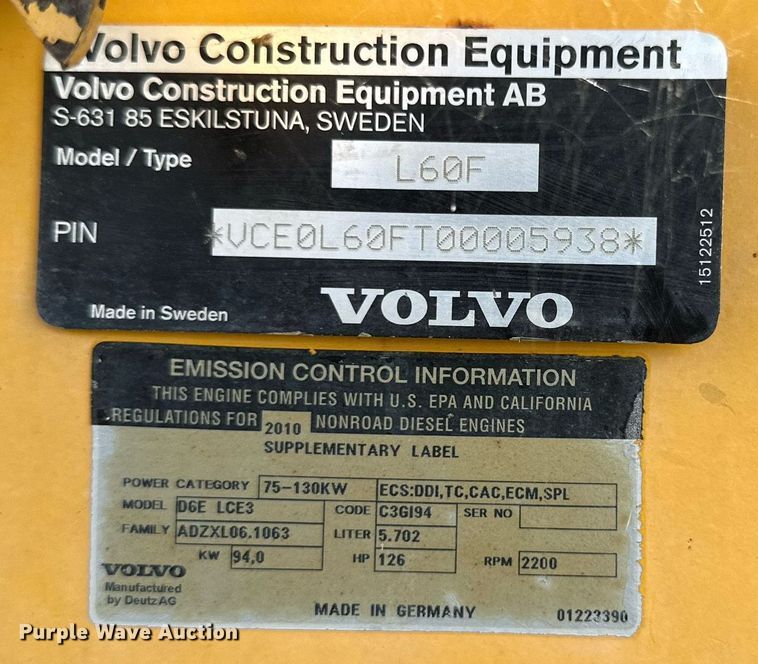 Volvo Construction Equipment
Volvo Construction Equipment AB
S-631 85 ESKILSTUNA, SWEDEN
Model / Type L60F
PIN *VCE0L60FT00005938*
15122512
Made in Sweden VOLVO
EMISSION CONTROL INFORMATION
THIS ENGINE COMPLIES WITH U.S. EPA AND CALIFORNIA
REGULATIONS FOR 2010 NONROAD DIESEL ENGINES
SUPPLEMENTARY LABEL
POWER CATEGORY 75-130KW ECS:DDI,TC,CAC,ECM,SPL
MODEL D6E LCE3 CODE C3GI94 SER NO
FAMILY ADZXL06.1063 LITER 5.702
KW 94,0 HP 126 RPM 2200
VOLVO
Manufactured
by Deutz AG
MADE IN GERMANY 01223390
Purple Wave Auction